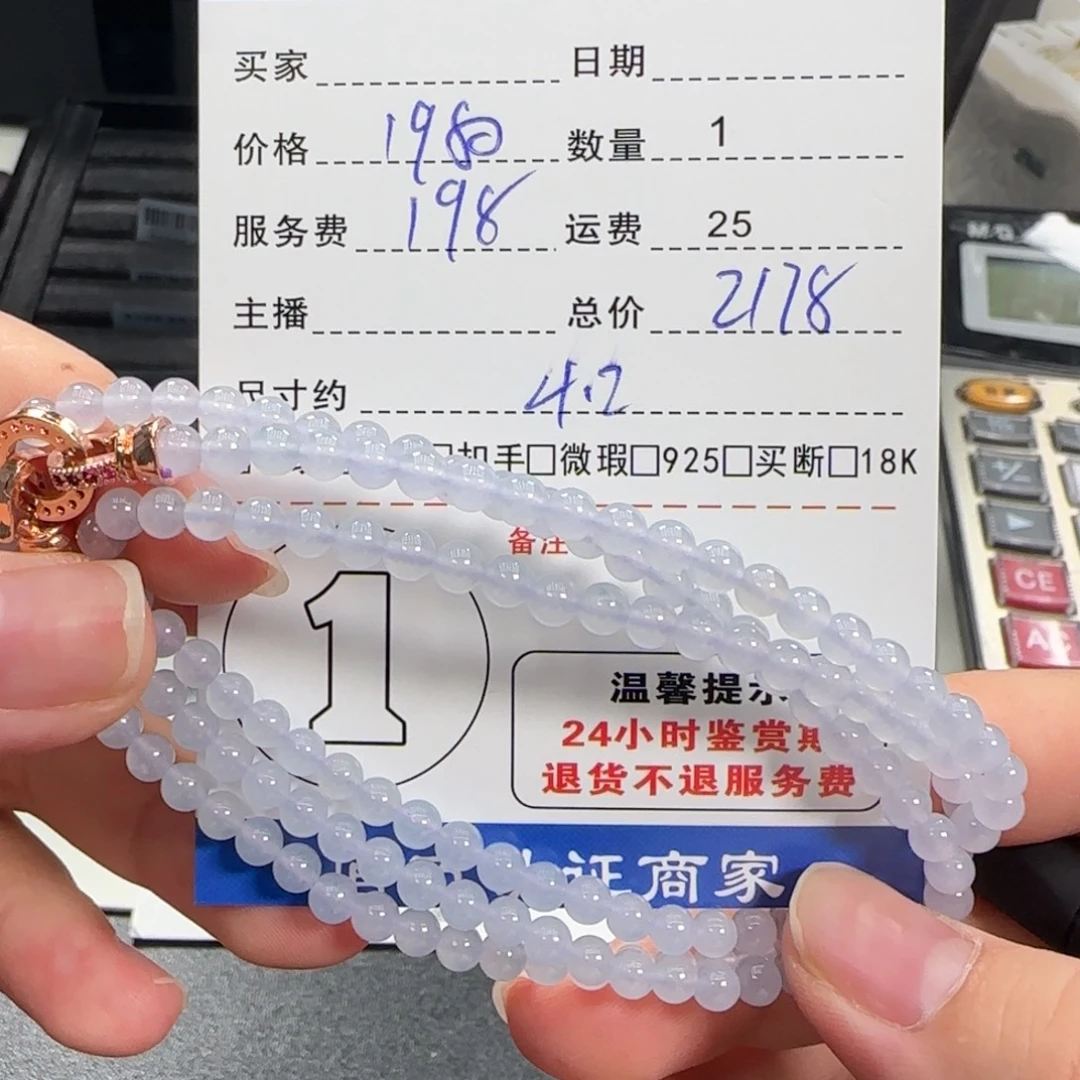 买家 日期
价格 1980 数量 1
服务费 198 运费 25
主播 总价 2178
尺寸约 4.2
扣手□微瑕□925□买断□18K
备注
1
温馨提示
24小时鉴赏期
退货不退服务费
证商家
M&G
CE
AC